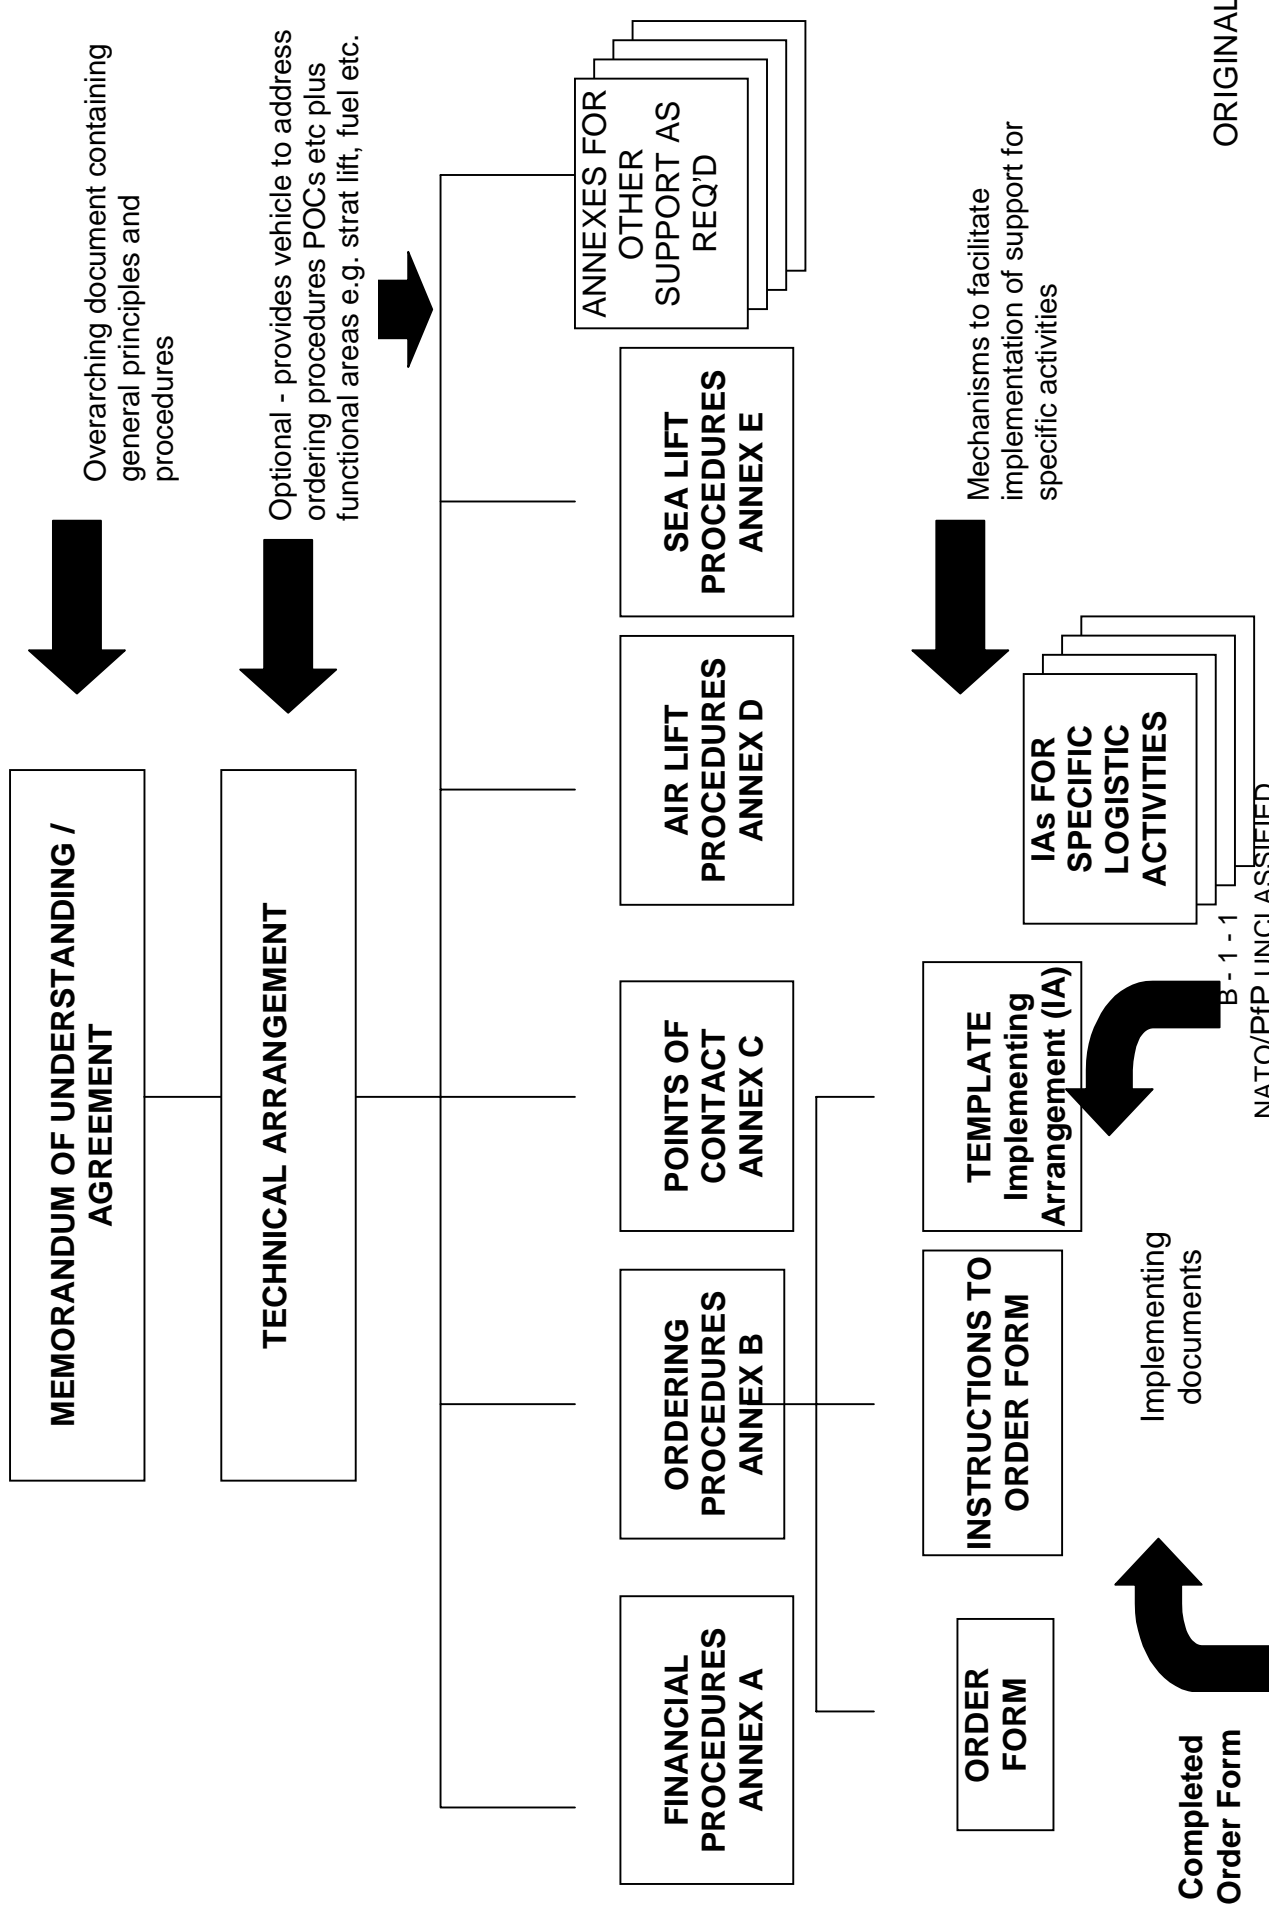 MEMORANDUM OF UNDERSTANDING /
AGREEMENT
Overarching document containing
general principles and
procedures
TECHNICAL ARRANGEMENT
Optional - provides vehicle to address
ordering procedures POCs etc plus
functional areas e.g. strat lift, fuel etc.
FINANCIAL
PROCEDURES
ANNEX A
ORDERING
PROCEDURES
ANNEX B
POINTS OF
CONTACT
ANNEX C
AIR LIFT
PROCEDURES
ANNEX D
SEA LIFT
PROCEDURES
ANNEX E
ANNEXES FOR
OTHER
SUPPORT AS
REQ'D
ORDER
FORM
INSTRUCTIONS TO
ORDER FORM
TEMPLATE
Implementing
Arrangement (IA)
IAs FOR
SPECIFIC
LOGISTIC
ACTIVITIES
Mechanisms to facilitate
implementation of support for
specific activities
Implementing
documents
Completed
Order Form
B - 1 - 1
NATO/PfP UNCLASSIFIED
ORIGINAL